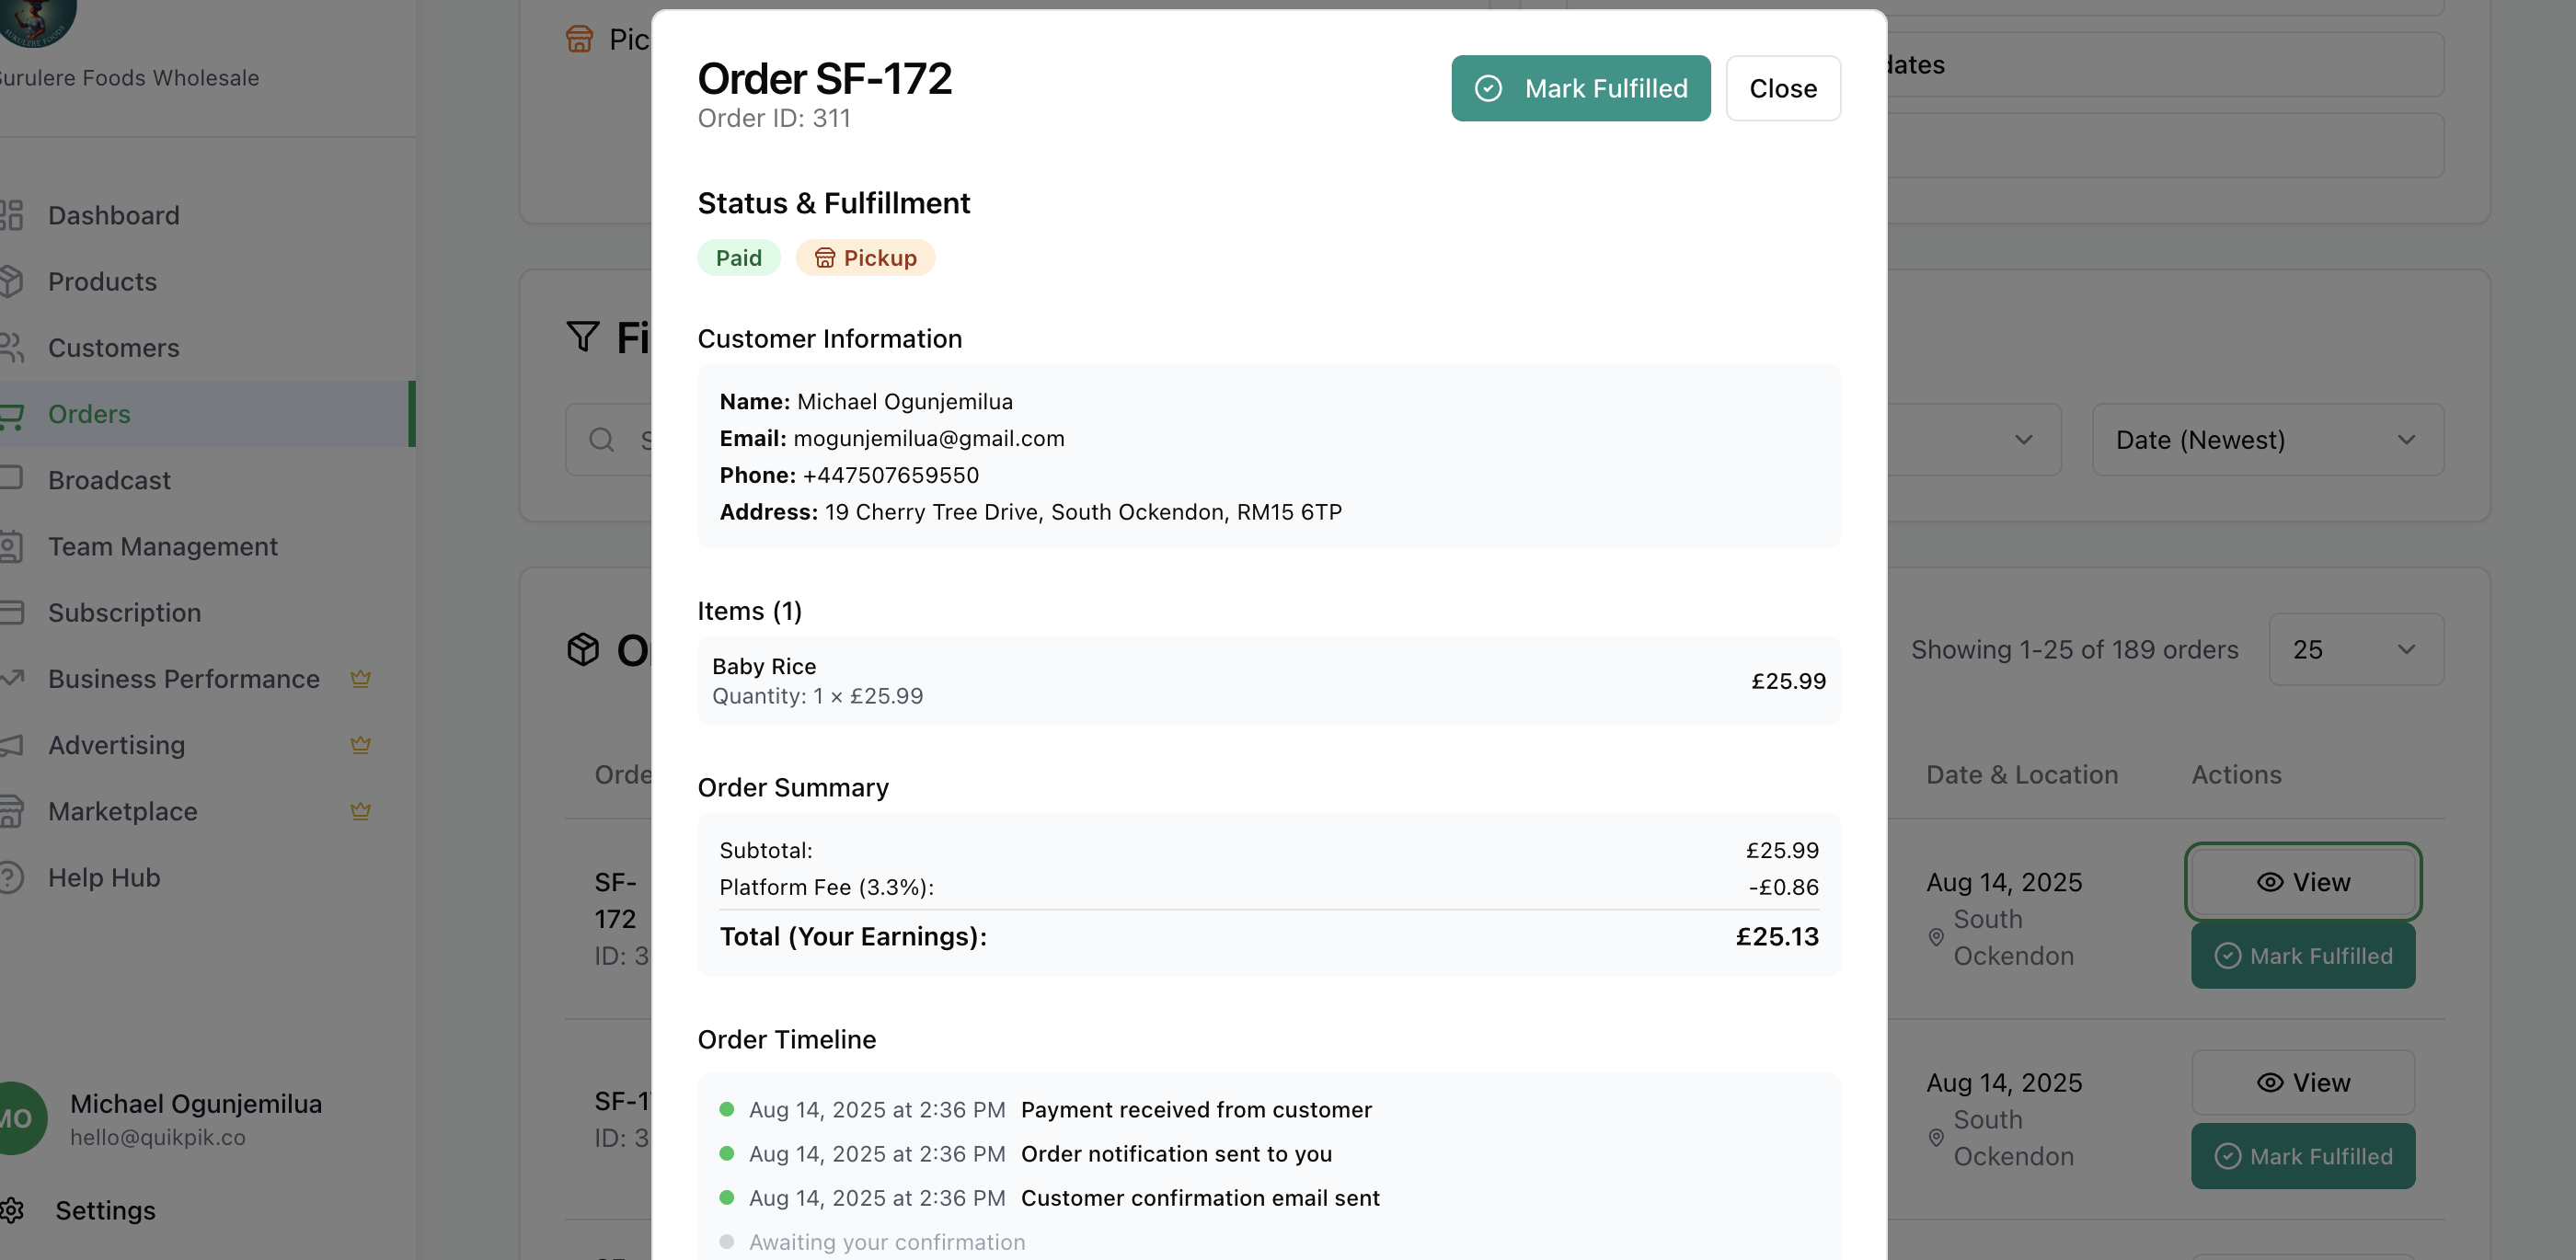 SURULERE FOODS
Surulere Foods Wholesale
Dashboard
Products
Customers
Orders
Broadcast
Team Management
Subscription
Business Performance
Advertising
Marketplace
Help Hub
MO
Michael Ogunjemilua
hello@quikpik.co
Settings
Order SF-172
Order ID: 311
Mark Fulfilled
Close
Status & Fulfillment
Paid
Pickup
Customer Information
Name: Michael Ogunjemilua
Email: mogunjemilua@gmail.com
Phone: +447507659550
Address: 19 Cherry Tree Drive, South Ockendon, RM15 6TP
Items (1)
Baby Rice
Quantity: 1 × £25.99
£25.99
Order Summary
Subtotal:
£25.99
Platform Fee (3.3%):
-£0.86
Total (Your Earnings):
£25.13
Order Timeline
Aug 14, 2025 at 2:36 PM Payment received from customer
Aug 14, 2025 at 2:36 PM Order notification sent to you
Aug 14, 2025 at 2:36 PM Customer confirmation email sent
Awaiting your confirmation
SF-
172
ID: 3
SF-1
ID: 3
Date (Newest)
Showing 1-25 of 189 orders
25
Date & Location
Actions
Aug 14, 2025
South
Ockendon
View
Mark Fulfilled
Aug 14, 2025
South
Ockendon
View
Mark Fulfilled